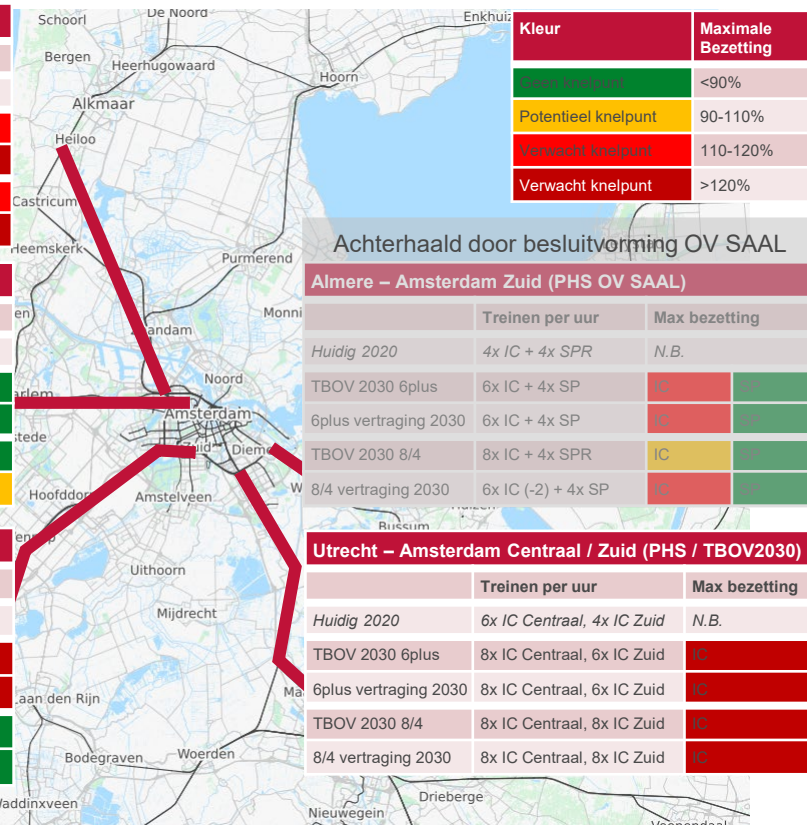 Schoorl
De Noord
Enkhuiz
Bergen
Heerhugowaard
Hoorn
Alkmaar
Heiloo
Castricum
Heemskerk
Purmerend
Monni
Noord
Amsterdam
Zuid
Hoofddor
Amstelveen
Bussum
Uithoorn
Mijdrecht
aan den Rijn
Bodegraven
Woerden
addinxveen
Drieberge
Nieuwegein
Kleur
Maximale
Bezetting
Geen knelpunt
<90%
Potentieel knelpunt
90-110%
Verwacht knelpunt
110-120%
Verwacht knelpunt
>120%
Achterhaald door besluitvorming OV SAAL
Almere – Amsterdam Zuid (PHS OV SAAL)
Treinen per uur Max bezetting
Huidig 2020 4x IC + 4x SPR N.B.
TBOV 2030 6plus 6x IC + 4x SP IC SP
6plus vertraging 2030 6x IC + 4x SP IC SP
TBOV 2030 8/4 8x IC + 4x SPR IC SP
8/4 vertraging 2030 6x IC (-2) + 4x SP IC SP
Utrecht – Amsterdam Centraal / Zuid (PHS / TBOV2030)
Treinen per uur Max bezetting
Huidig 2020 6x IC Centraal, 4x IC Zuid N.B.
TBOV 2030 6plus 8x IC Centraal, 6x IC Zuid IC
6plus vertraging 2030 8x IC Centraal, 6x IC Zuid IC
TBOV 2030 8/4 8x IC Centraal, 8x IC Zuid IC
8/4 vertraging 2030 8x IC Centraal, 8x IC Zuid IC